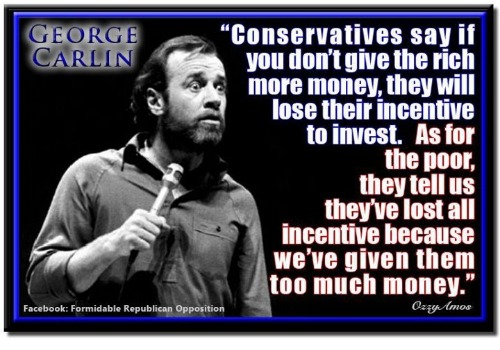 GEORGE
CARLIN
“Conservatives say if
you don’t give the rich
more money, they will
lose their incentive
to invest. As for
the poor,
they tell us
they’ve lost all
incentive because
we’ve given them
too much money.”
OzzyAmos
Facebook: Formidable Republican Opposition